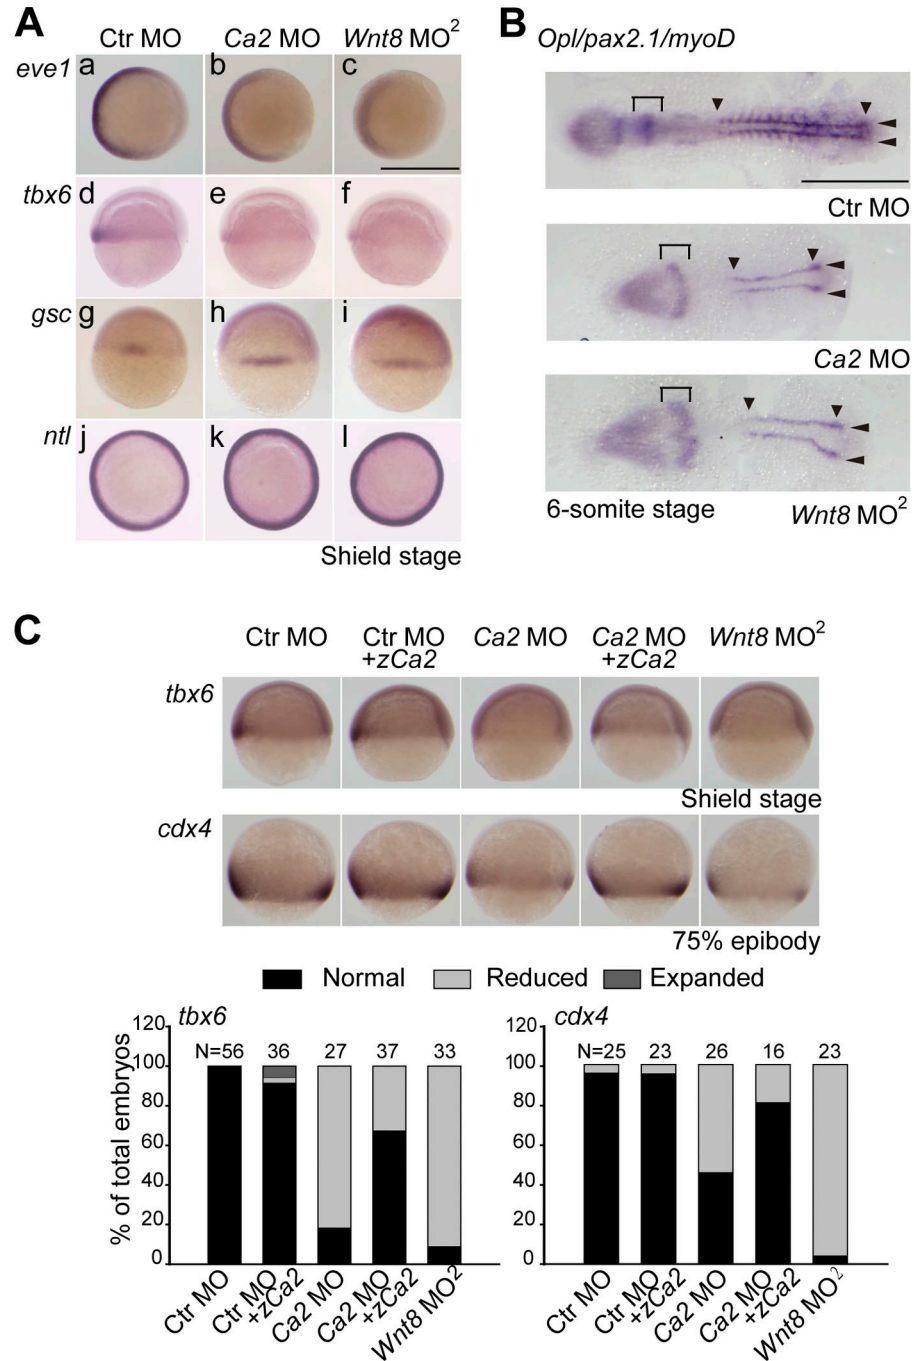 A
Ctr MO Ca2 MO Wnt8 MO2
eve1 a b c
tbx6 d e f
gsc g h i
ntl j k l
Shield stage
B Opl/pax2.1/myoD
Ctr MO
Ca2 MO
6-somite stage Wnt8 MO2
C
Ctr MO Ctr MO Ca2 MO Ca2 MO Wnt8 MO2
+zCa2 +zCa2
tbx6
Shield stage
cdx4
75% epibody
Normal Reduced Expanded
tbx6
% of total embryos
120
100
80
60
40
20
0
N=56 36 27 37 33
Ctr MO
Ctr MO
+zCa2
Ca2 MO
Ca2 MO
+zCa2
Wnt8 MO2
cdx4
120
100
80
60
40
20
0
N=25 23 26 16 23
Ctr MO
Ctr MO
+zCa2
Ca2 MO
Ca2 MO
+zCa2
Wnt8 MO2